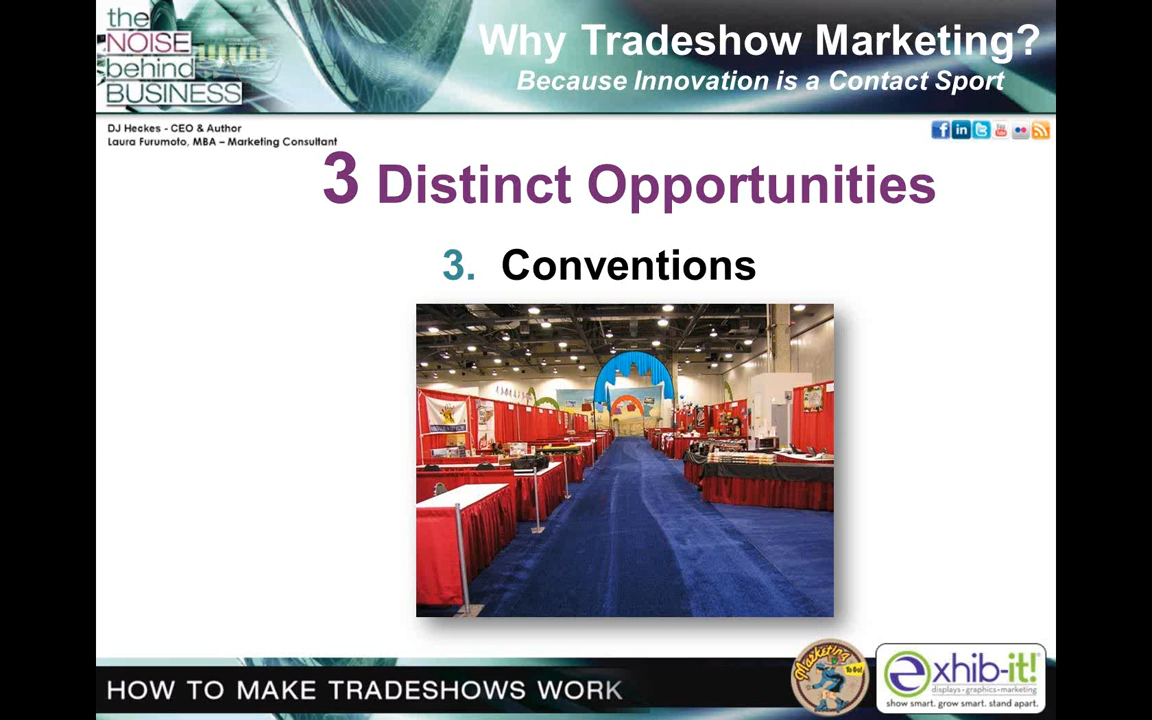 the
NOISE
behind
BUSINESS
Why Tradeshow Marketing?
Because Innovation is a Contact Sport
DJ Heckes - CEO & Author
Laura Furumoto, MBA – Marketing Consultant
3 Distinct Opportunities
3. Conventions
HOW TO MAKE TRADESHOWS WORK
Marketing
To Go!
exhib-it!
displays•graphics•marketing
show smart. grow smart. stand apart.